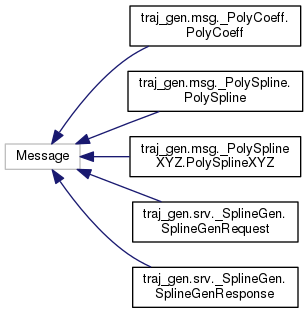 traj_gen.msg._PolyCoeff.
PolyCoeff
traj_gen.msg._PolySpline.
PolySpline
Message
traj_gen.msg._PolySpline
XYZ.PolySplineXYZ
traj_gen.srv._SplineGen.
SplineGenRequest
traj_gen.srv._SplineGen.
SplineGenResponse